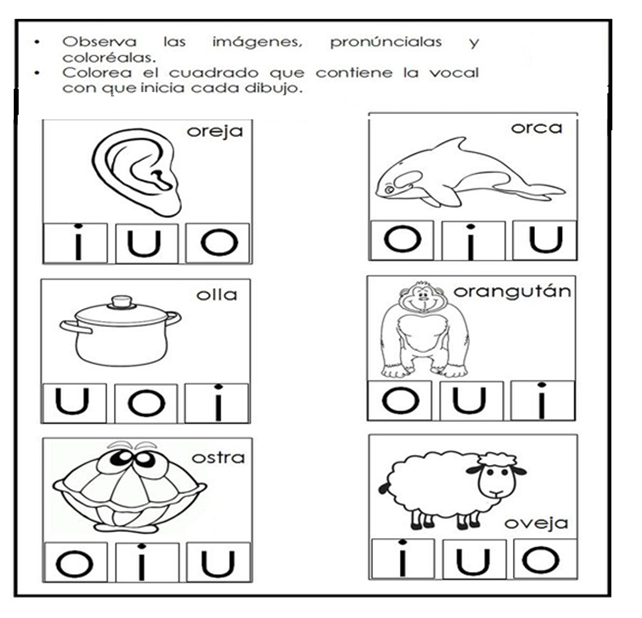 • Observa las imágenes, pronúncialas y
coloréalas.
• Colorea el cuadrado que contiene la vocal
con que inicia cada dibujo.
oreja
i u o
orca
o i u
olla
u o i
orangután
o u i
ostra
o i u
oveja
i u o